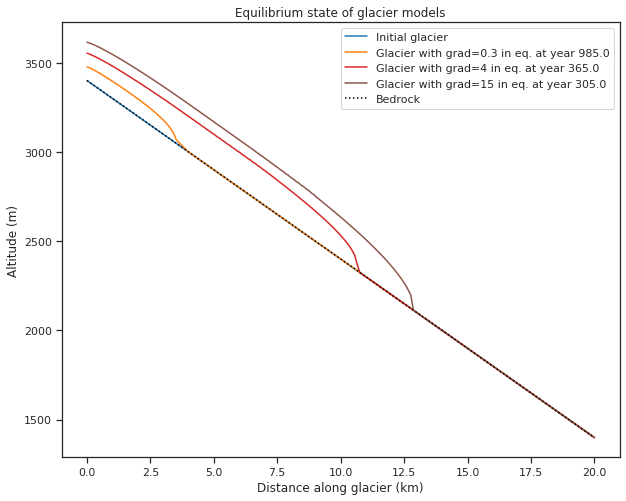 Equilibrium state of glacier models
Initial glacier
Glacier with grad=0.3 in eq. at year 985.0
Glacier with grad=4 in eq. at year 365.0
Glacier with grad=15 in eq. at year 305.0
Bedrock
Altitude (m)
3500
3000
2500
2000
1500
0.0 2.5 5.0 7.5 10.0 12.5 15.0 17.5 20.0
Distance along glacier (km)